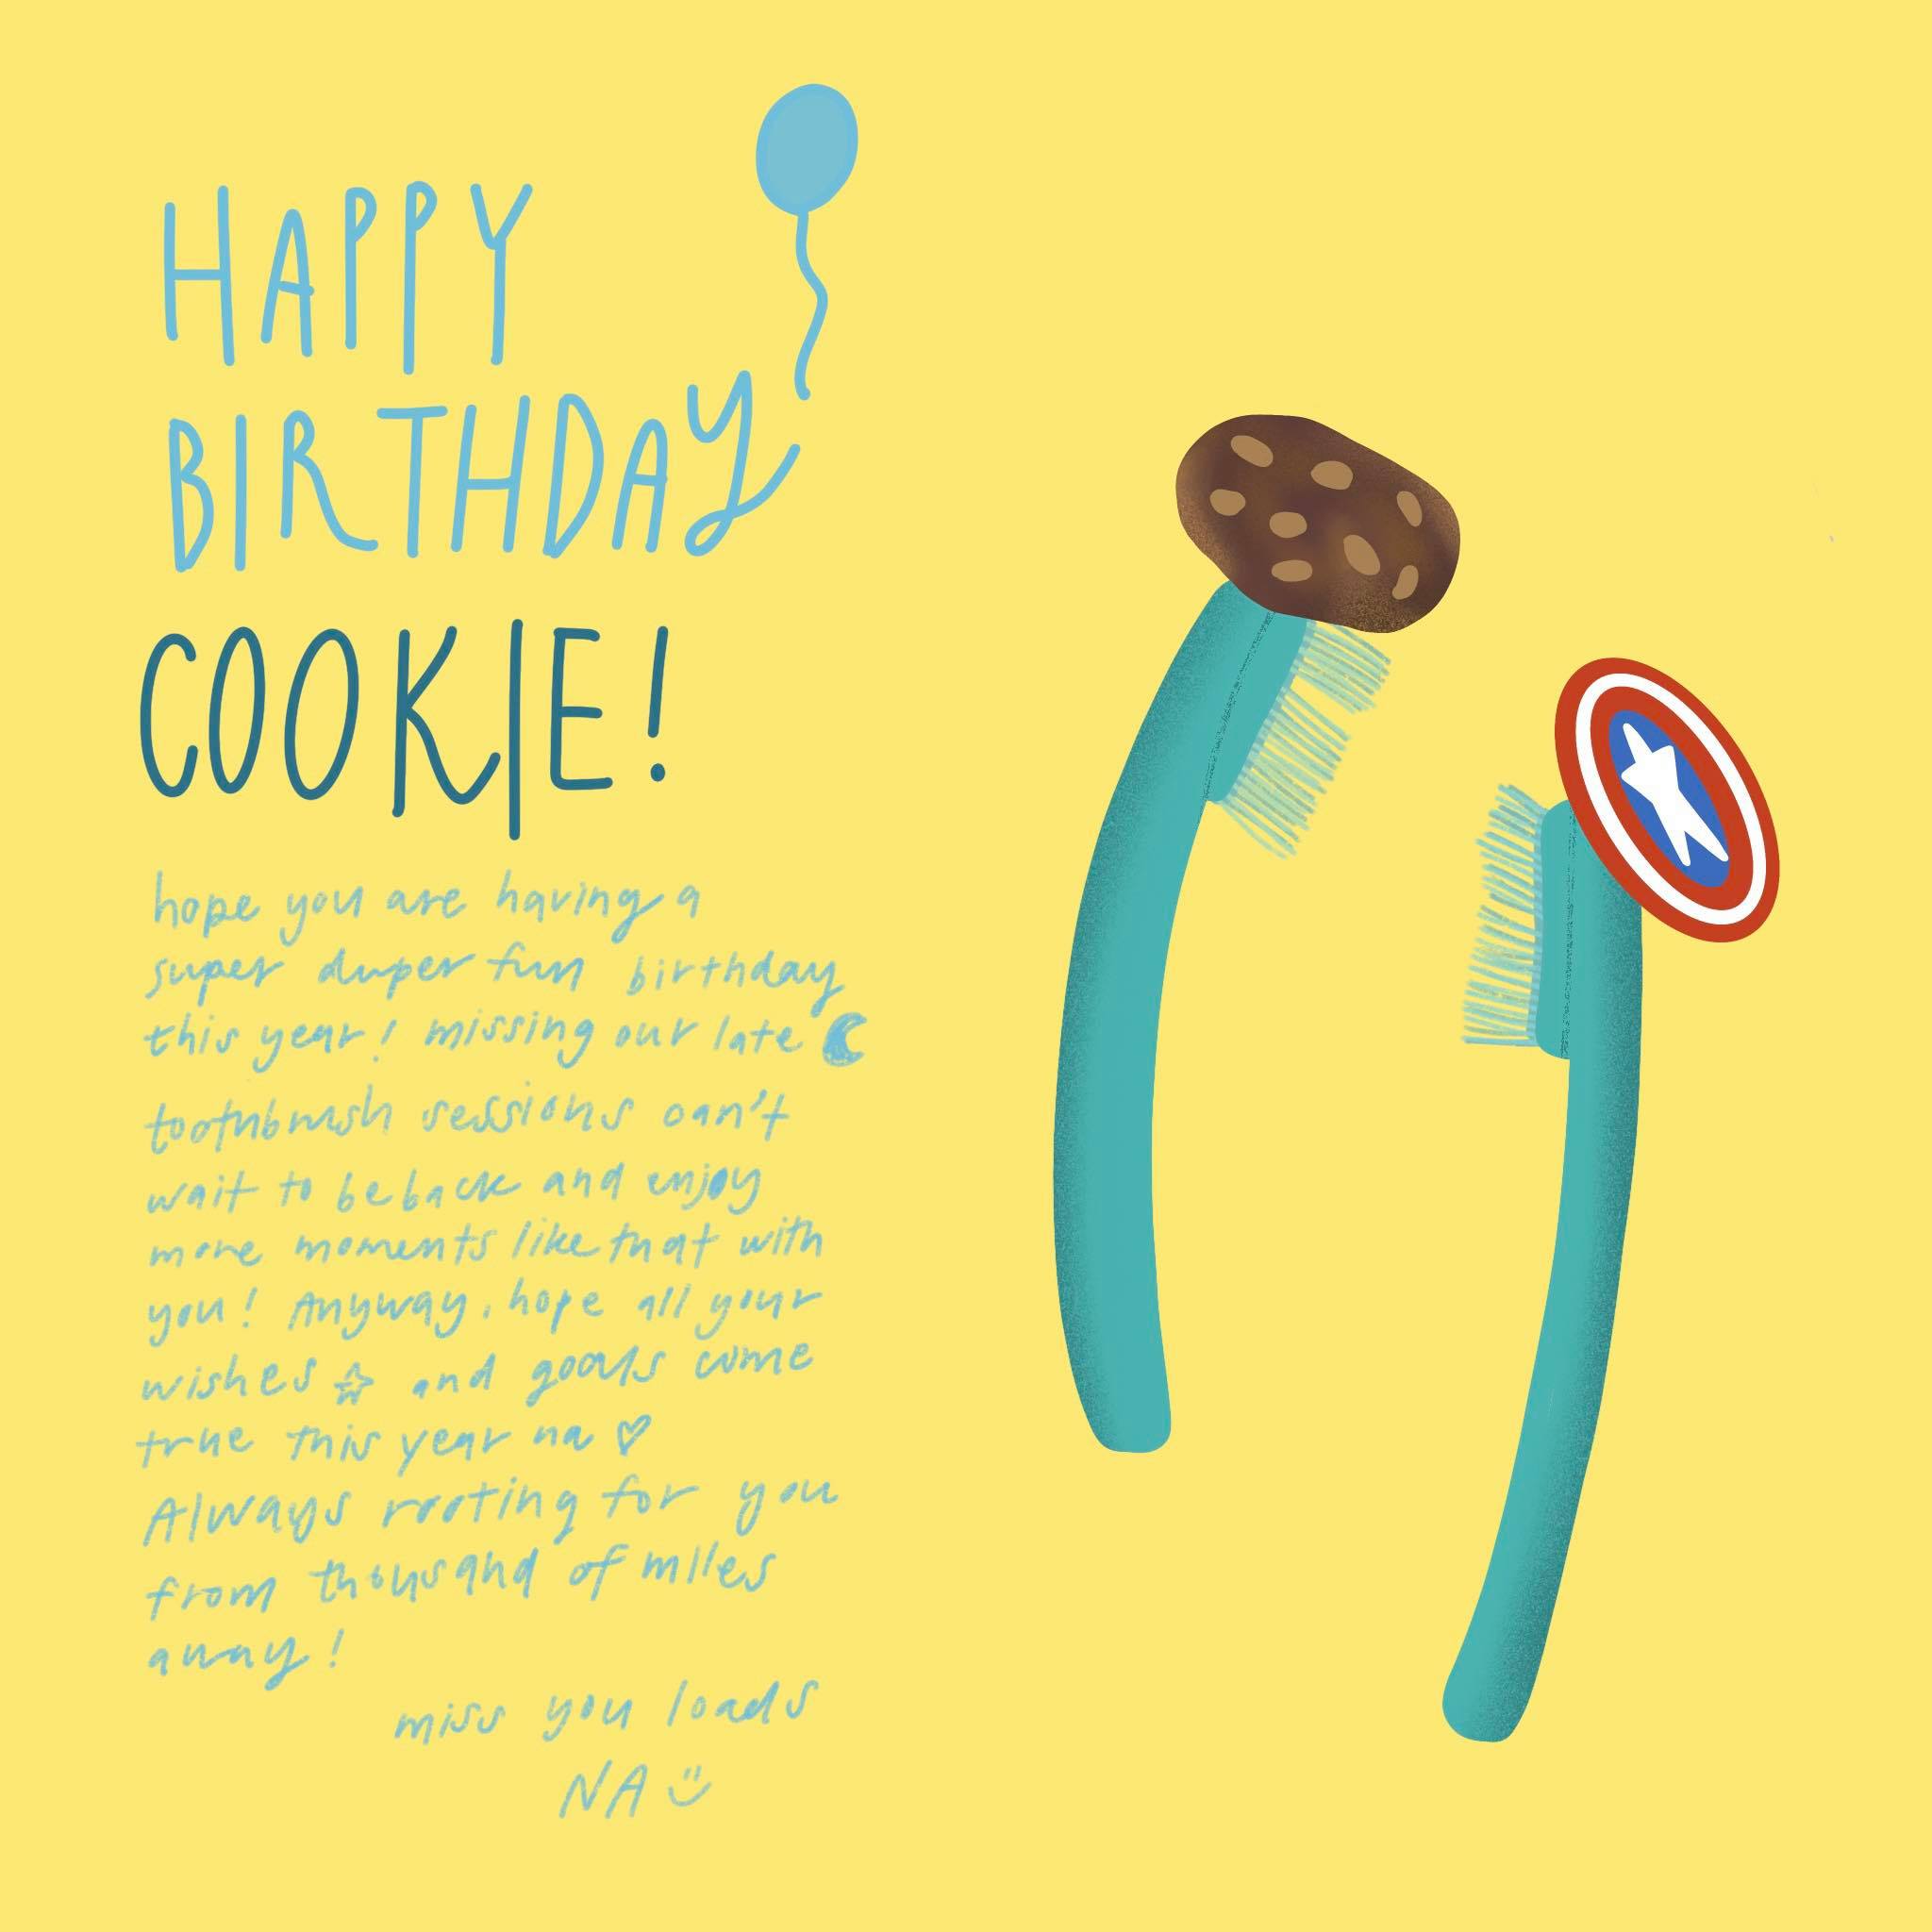 HAPPY
BIRTHDAY
COOKIE!
hope you are having a
super duper fun birthday
this year! missing our late
toothbrush sessions can't
wait to be back and enjoy
more moments like that with
you! Anyway, hope all your
wishes and goals come
true this year na
Always rooting for you
from thousand of miles
away!
miss you loads
NA